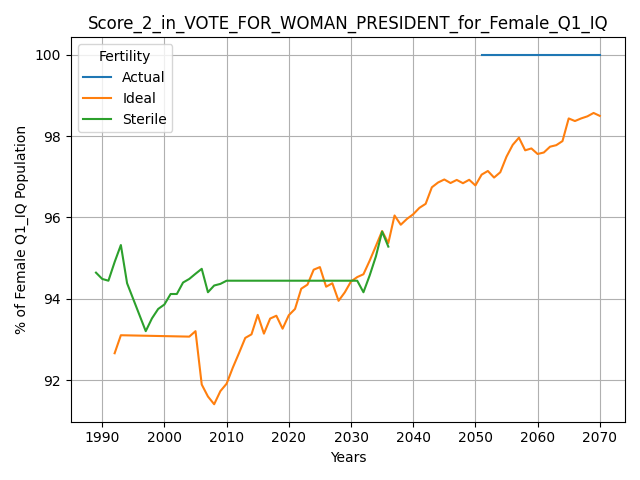 Score_2_in_VOTE_FOR_WOMAN_PRESIDENT_for_Female_Q1_IQ
Fertility
Actual
Ideal
Sterile
% of Female Q1_IQ Population
100
98
96
94
92
1990 2000 2010 2020 2030 2040 2050 2060 2070
Years